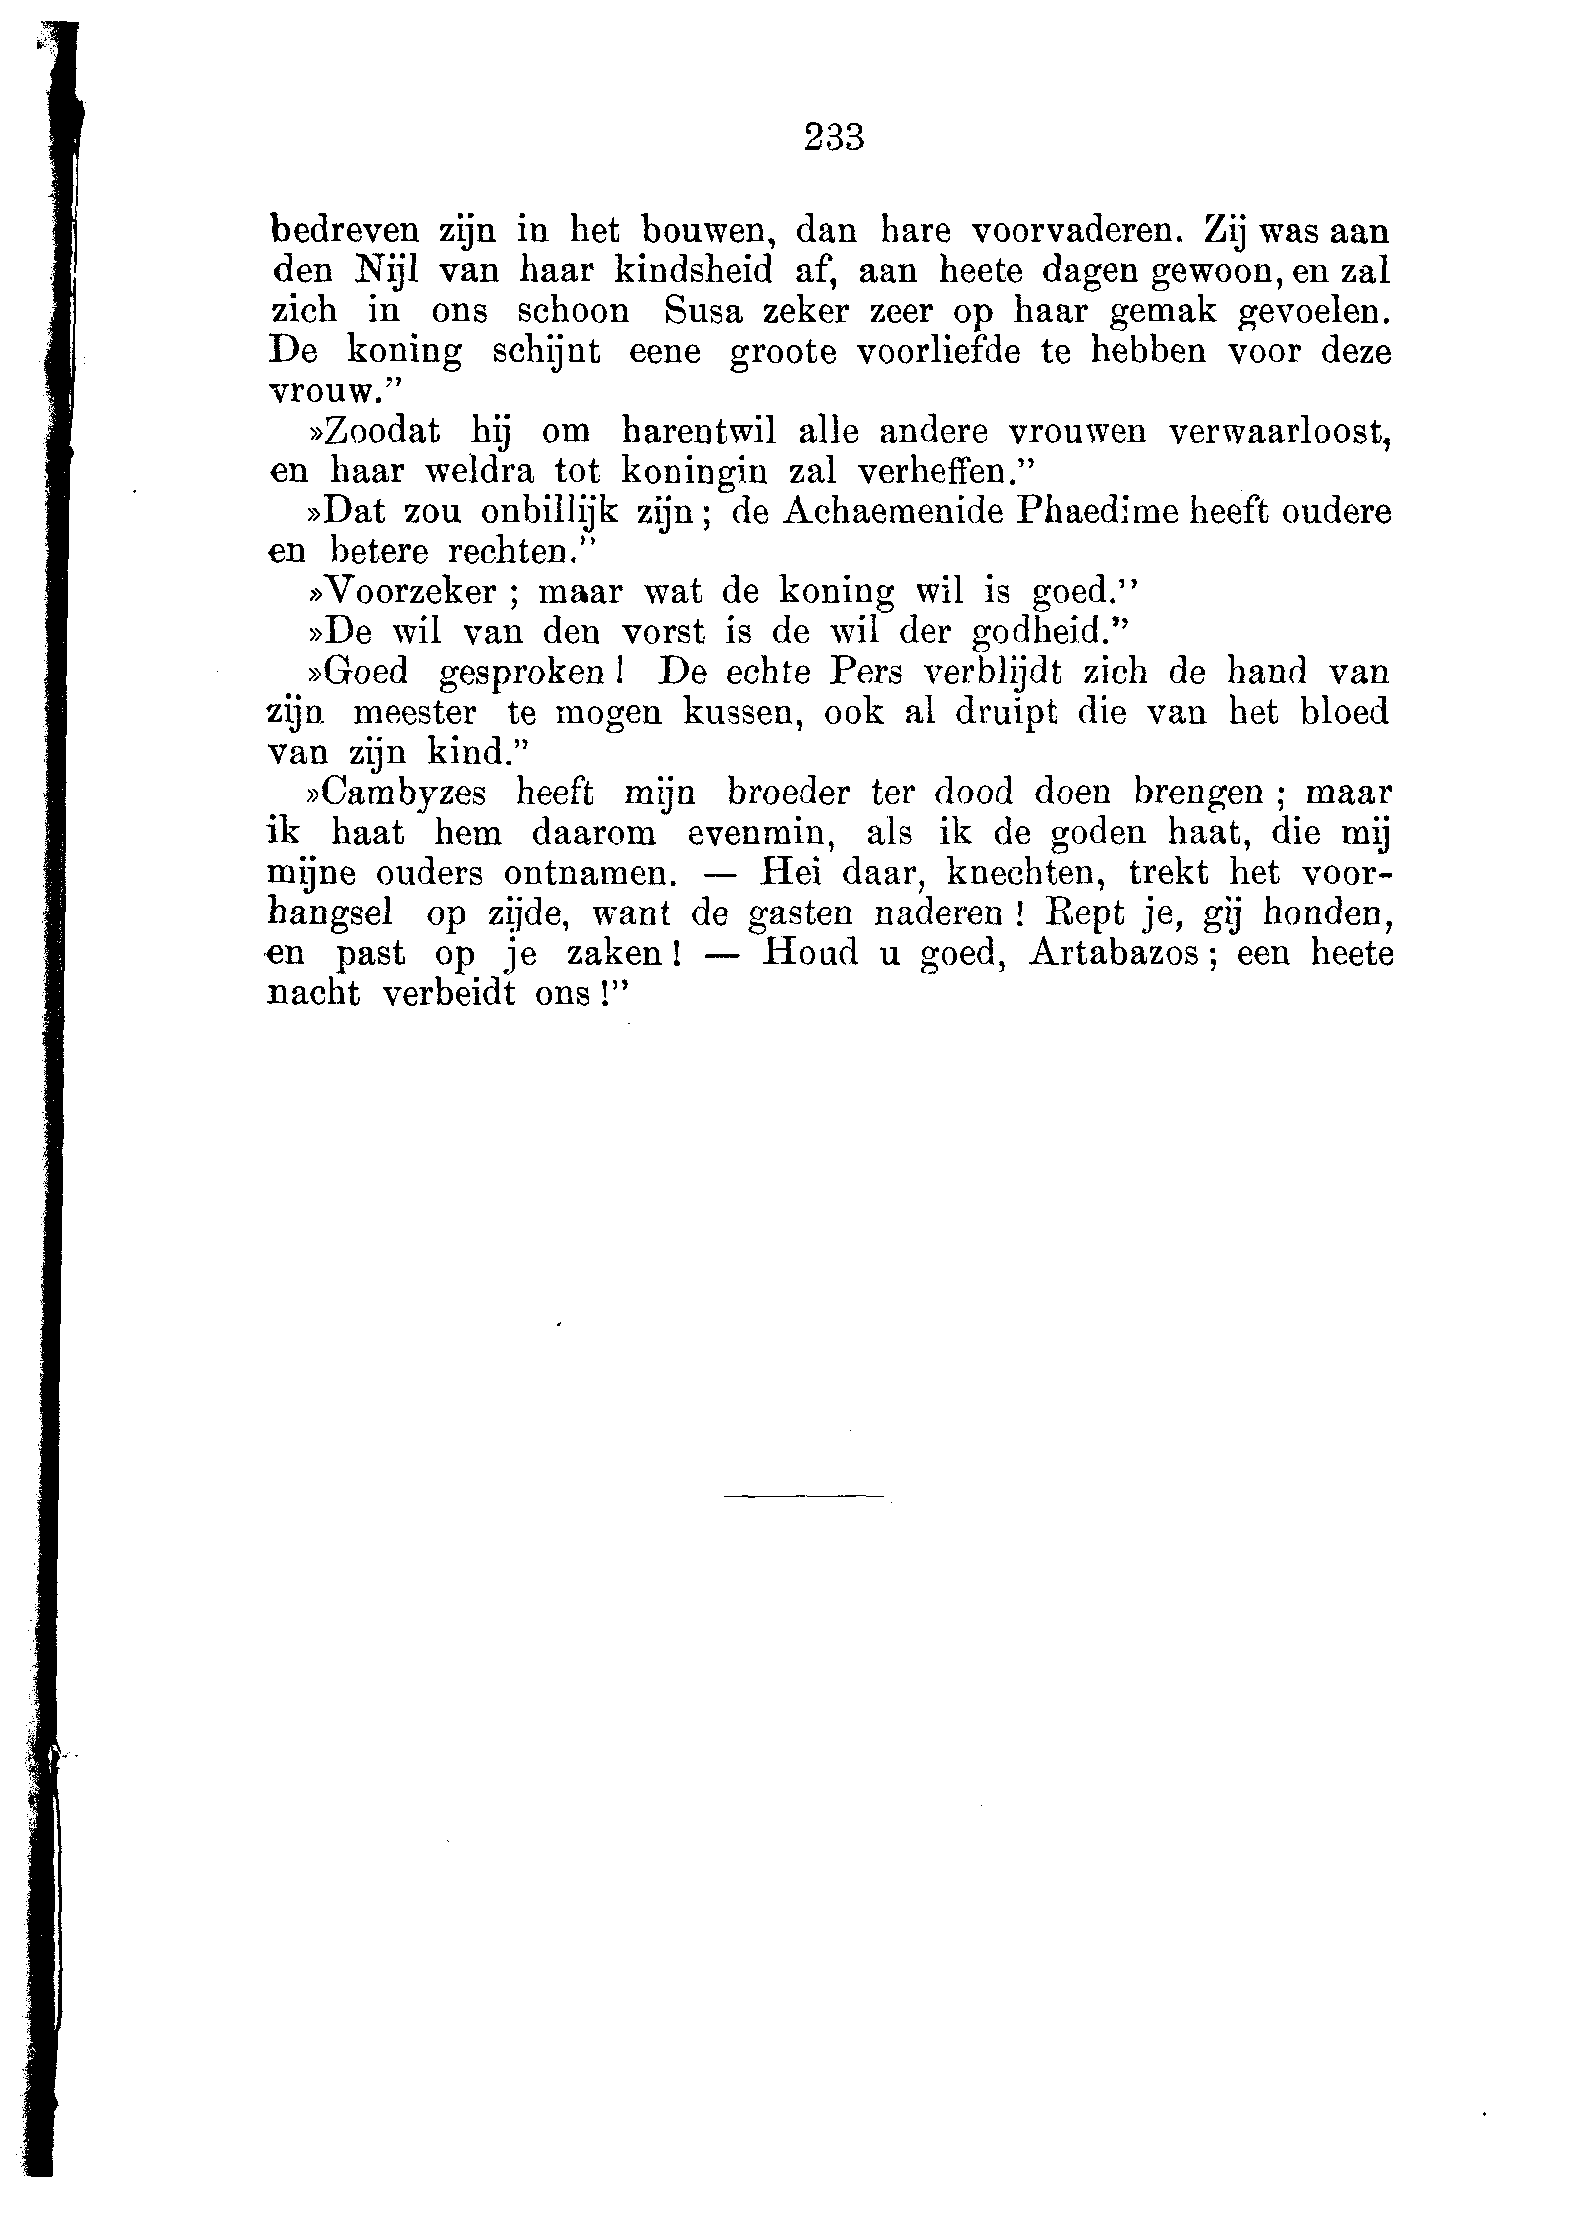 233
bedreven zijn in het bouwen, dan hare voorvaderen. Zij was aan
den Nijl van haar kindsheid af, aan heete dagen gewoon, en zal
zich in ons schoon Susa zeker zeer op haar gemak gevoelen.
De koning schijnt eene groote voorliefde te hebben voor deze
vrouw.”
»Zoodat hij om harentwil alle andere vrouwen verwaarloost,
en haar weldra tot koningin zal verheffen.”
»Dat zou onbillijk zijn; de Achaemenide Phaedime heeft oudere
en betere rechten.”
»Voorzeker ; maar wat de koning wil is goed.”
»De wil van den vorst is de wil der godheid.”
»Goed gesproken! De echte Pers verblijdt zich de hand van
zijn meester te mogen kussen, ook al druipt die van het bloed
van zijn kind.”
»Cambyzes heeft mijn broeder ter dood doen brengen ; maar
ik haat hem daarom evenmin, als ik de goden haat, die mij
mijne ouders ontnamen. — Hei daar, knechten, trekt het voor-
hangsel op zijde, want de gasten naderen ! Rept je, gij honden,
en past op je zaken! — Houd u goed, Artabazos; een heete
nacht verbeidt ons !”